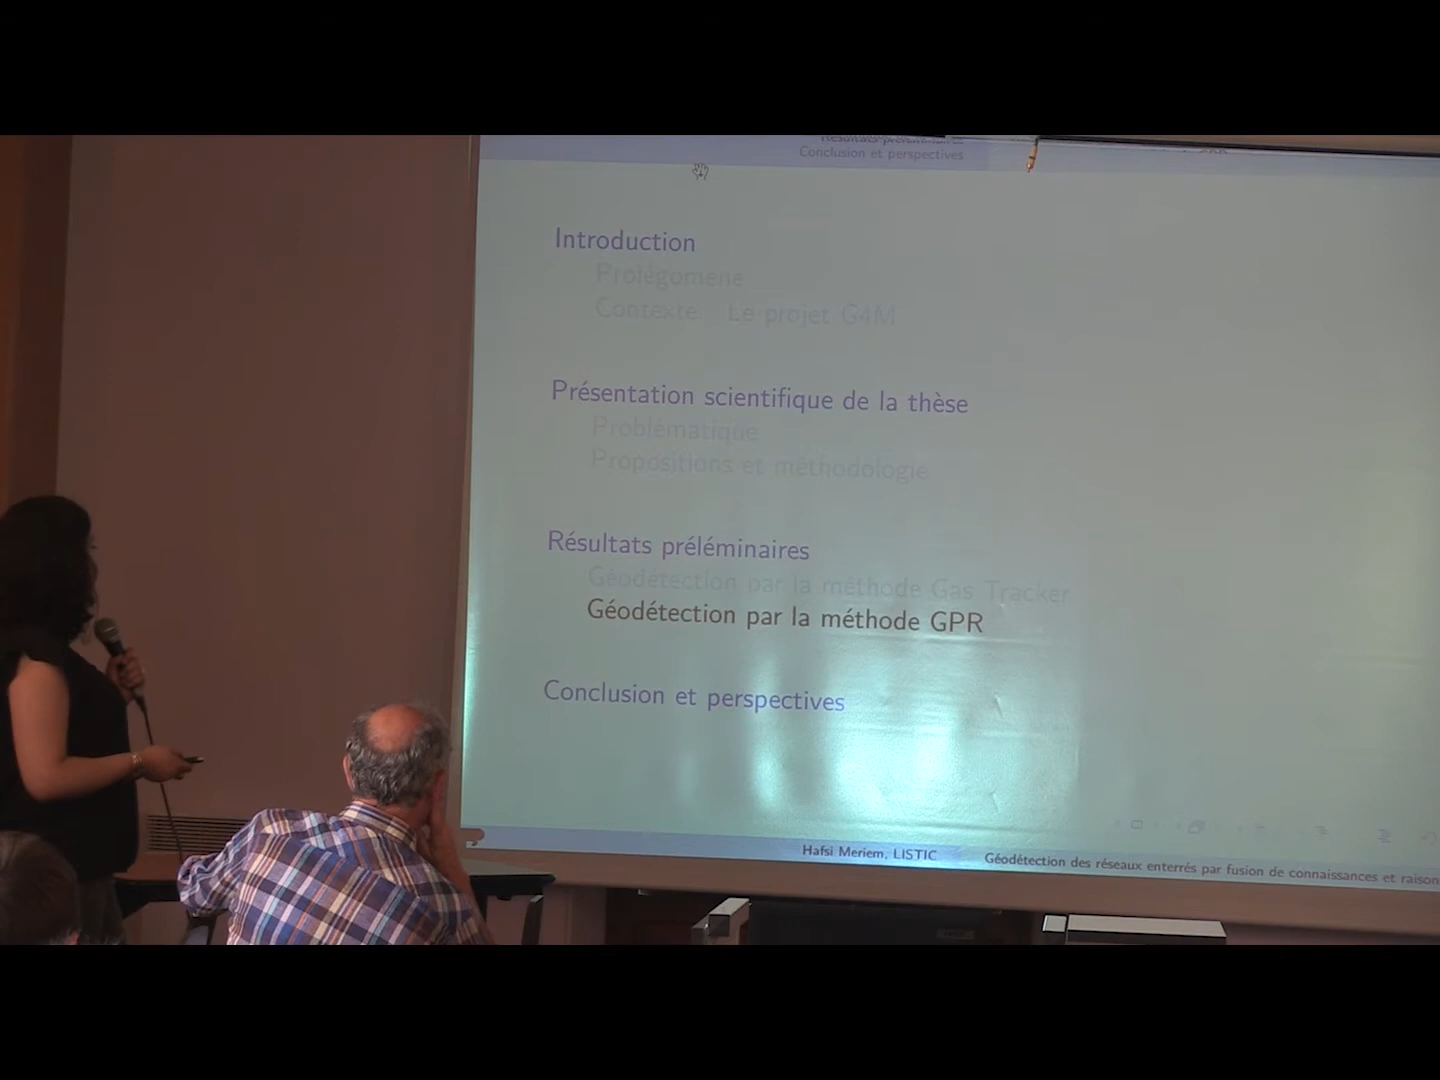 Conclusion et perspectives
Introduction
Prolégomène
Contexte Le projet G4M
Présentation scientifique de la thèse
Problématique
Propositions et méthodologie
Résultats préléminaires
Géodétection par la méthode Gas Tracker
Géodétection par la méthode GPR
Conclusion et perspectives
Hafsi Meriem, LISTIC
Géodétection des réseaux enterrés par fusion de connaissances et raison